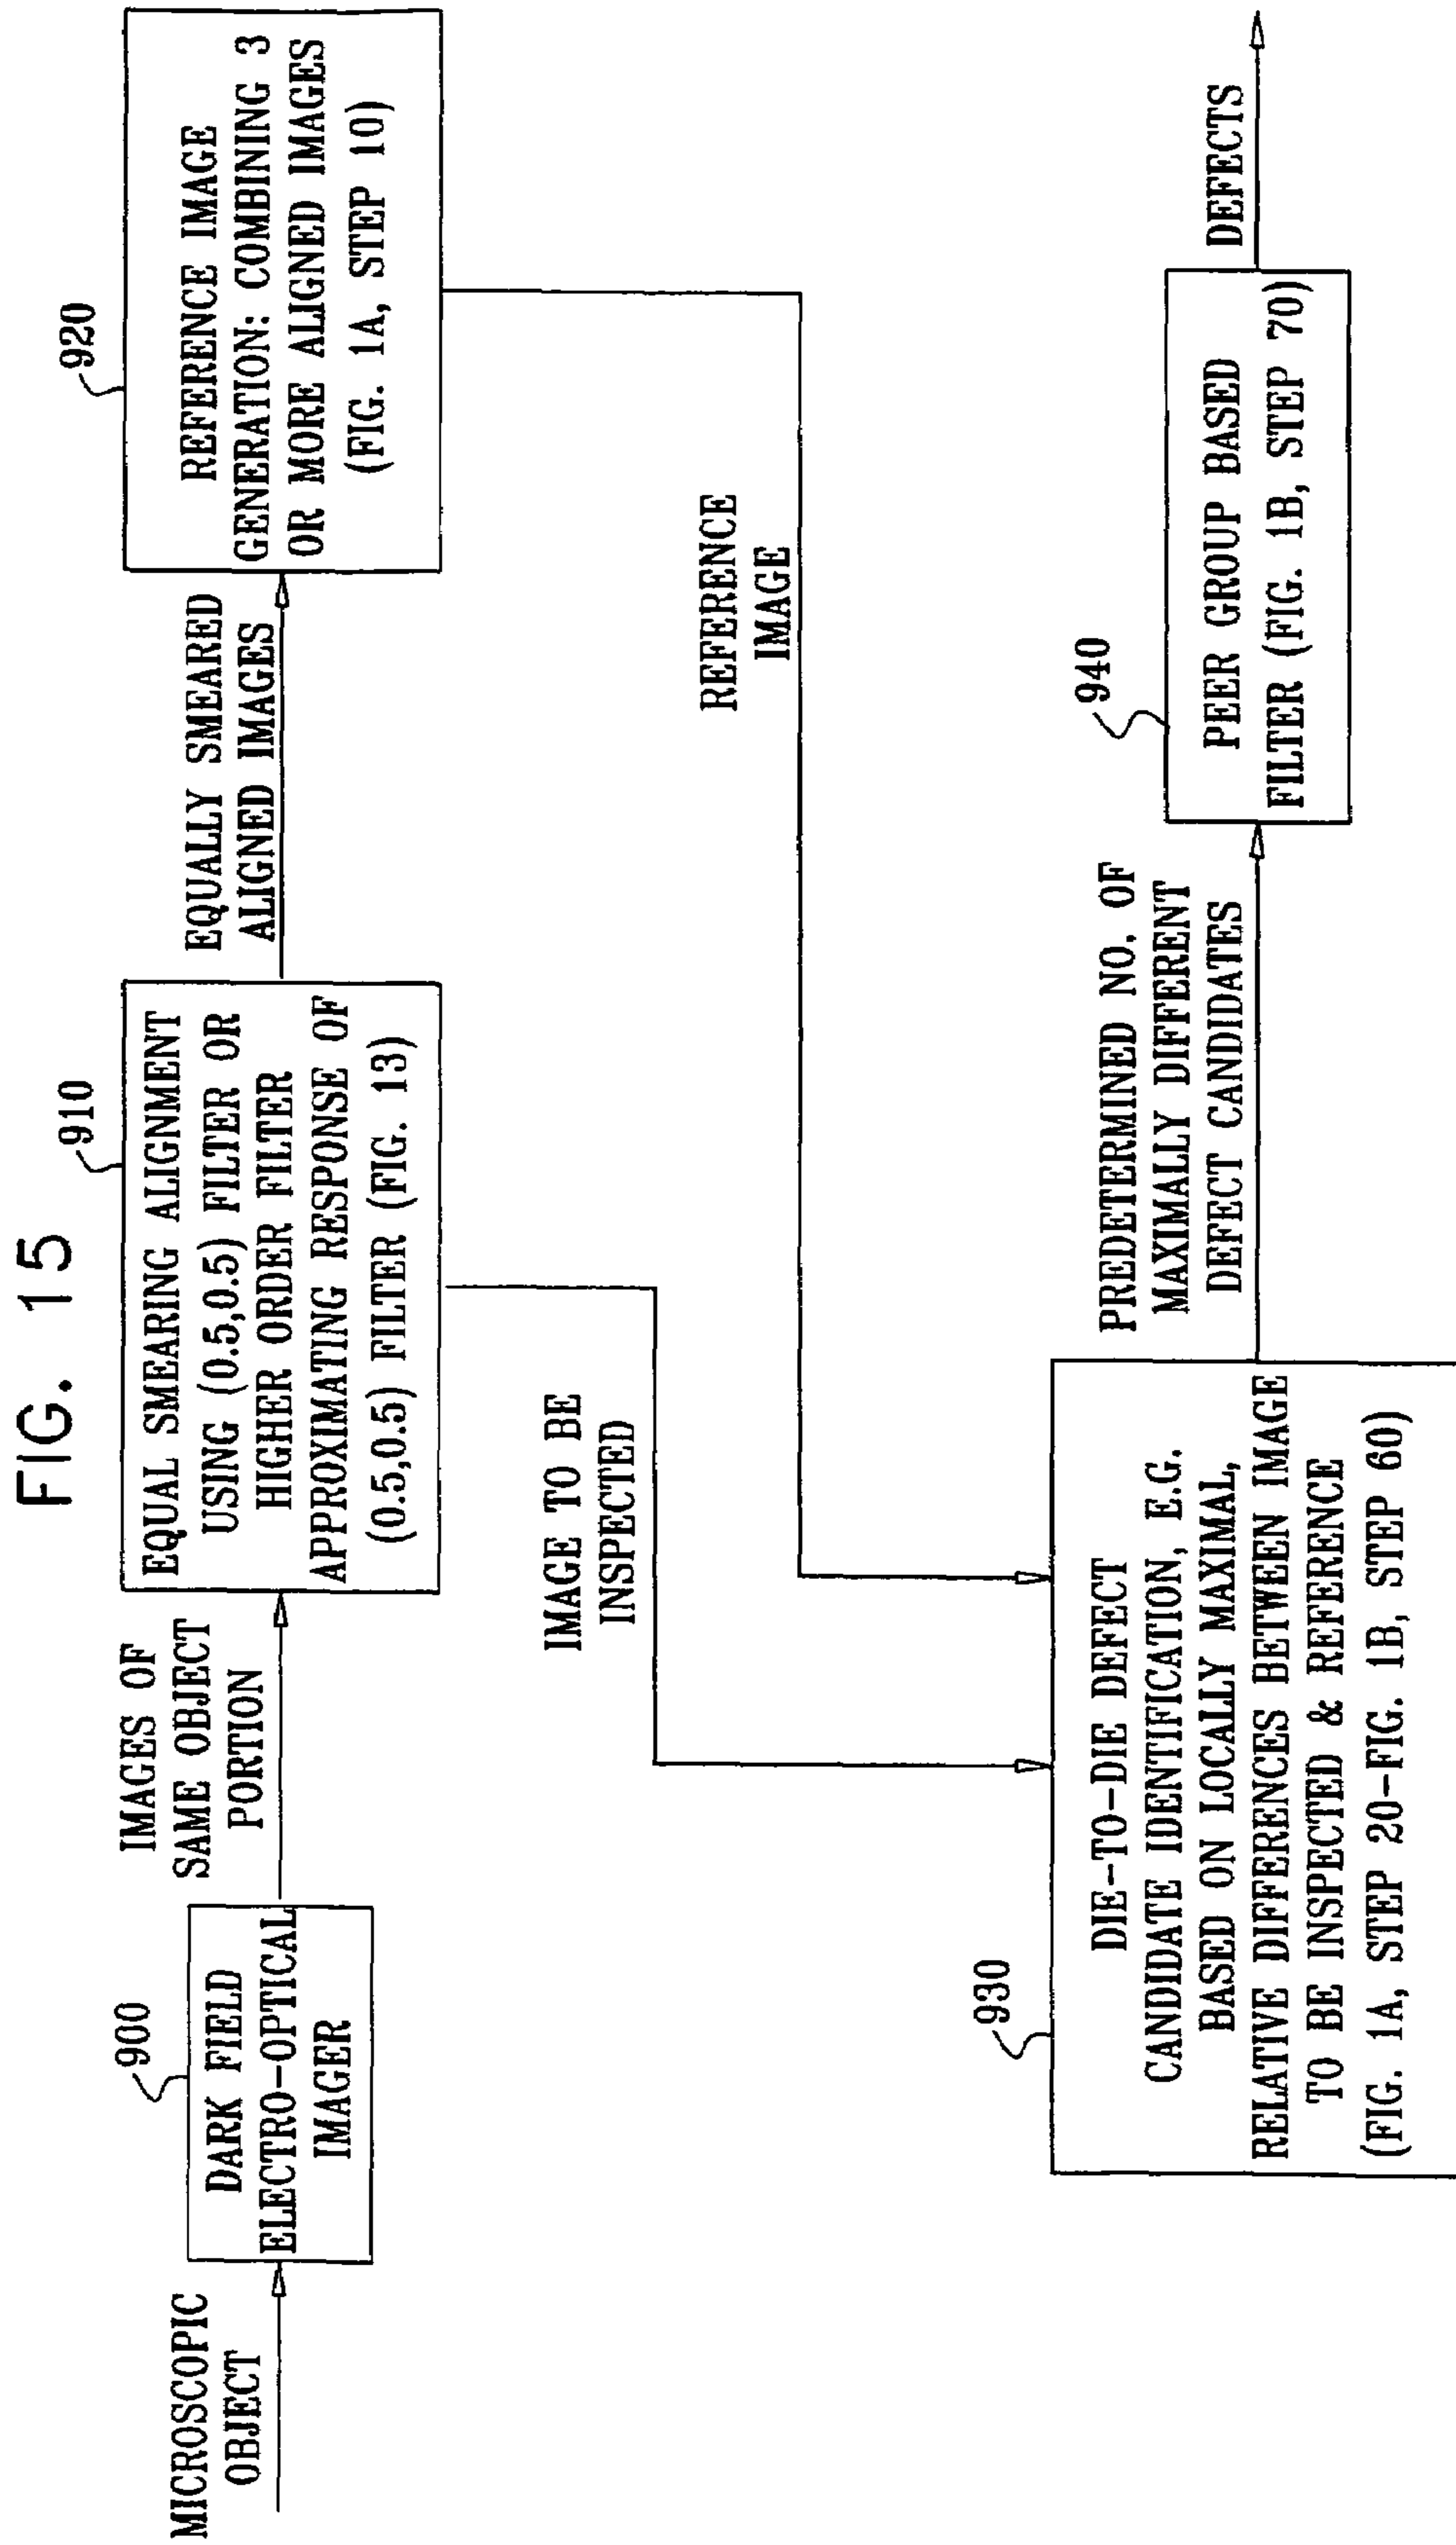 FIG. 15
MICROSCOPIC
OBJECT
900
DARK FIELD
ELECTRO-OPTICAL
IMAGER
IMAGES OF
SAME OBJECT
PORTION
910
EQUAL SMEARING ALIGNMENT
USING (0.5,0.5) FILTER OR
HIGHER ORDER FILTER
APPROXIMATING RESPONSE OF
(0.5,0.5) FILTER (FIG. 13)
EQUALLY SMEARED
ALIGNED IMAGES
920
REFERENCE IMAGE
GENERATION: COMBINING 3
OR MORE ALIGNED IMAGES
(FIG. 1A, STEP 10)
IMAGE TO BE
INSPECTED
REFERENCE
IMAGE
930
DIE-TO-DIE DEFECT
CANDIDATE IDENTIFICATION, E.G.
BASED ON LOCALLY MAXIMAL,
RELATIVE DIFFERENCES BETWEEN IMAGE
TO BE INSPECTED & REFERENCE
(FIG. 1A, STEP 20-FIG. 1B, STEP 60)
PREDETERMINED NO. OF
MAXIMALLY DIFFERENT
DEFECT CANDIDATES
940
PEER GROUP BASED
FILTER (FIG. 1B, STEP 70)
DEFECTS